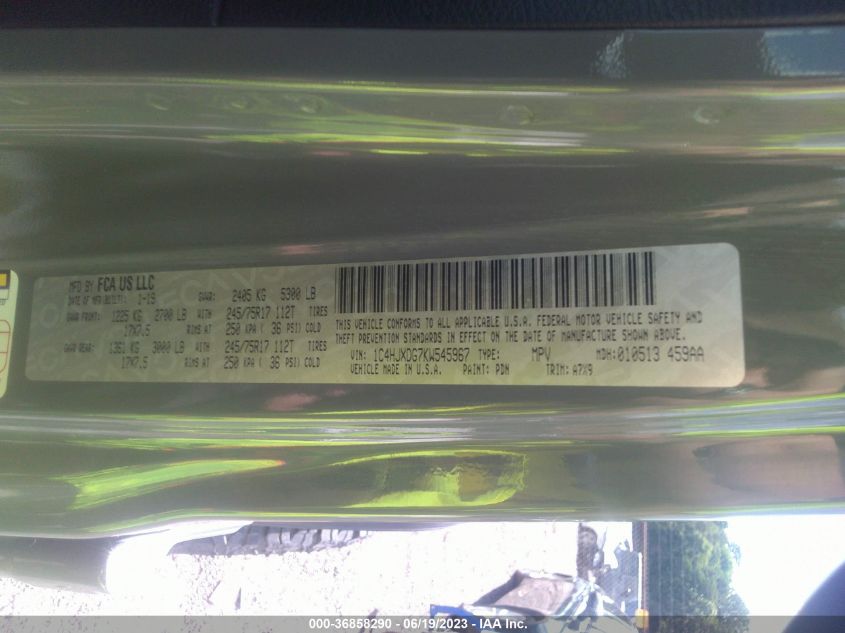 MFD BY FCA US LLC
DATE OF MFR(BUILT): 1-19 GVWR: 2405 KG 5300 LB
GAWR FRONT: 1225 KG 2700 LB WITH 245/75R17 112T TIRES
17X7.5 RIMS AT 250 KPA ( 36 PSI) COLD
GAWR REAR: 1361 KG 3000 LB WITH 245/75R17 112T TIRES
17X7.5 RIMS AT 250 KPA ( 36 PSI) COLD
THIS VEHICLE CONFORMS TO ALL APPLICABLE U.S.A. FEDERAL MOTOR VEHICLE SAFETY AND
THEFT PREVENTION STANDARDS IN EFFECT ON THE DATE OF MANUFACTURE SHOWN ABOVE.
VIN: 1C4HJXDG7KW545967 TYPE: MPV MDH: 010513 459AA
VEHICLE MADE IN U.S.A. PAINT: PDN TRIM: A7X9
000-36858290 - 06/19/2023 - IAA Inc.